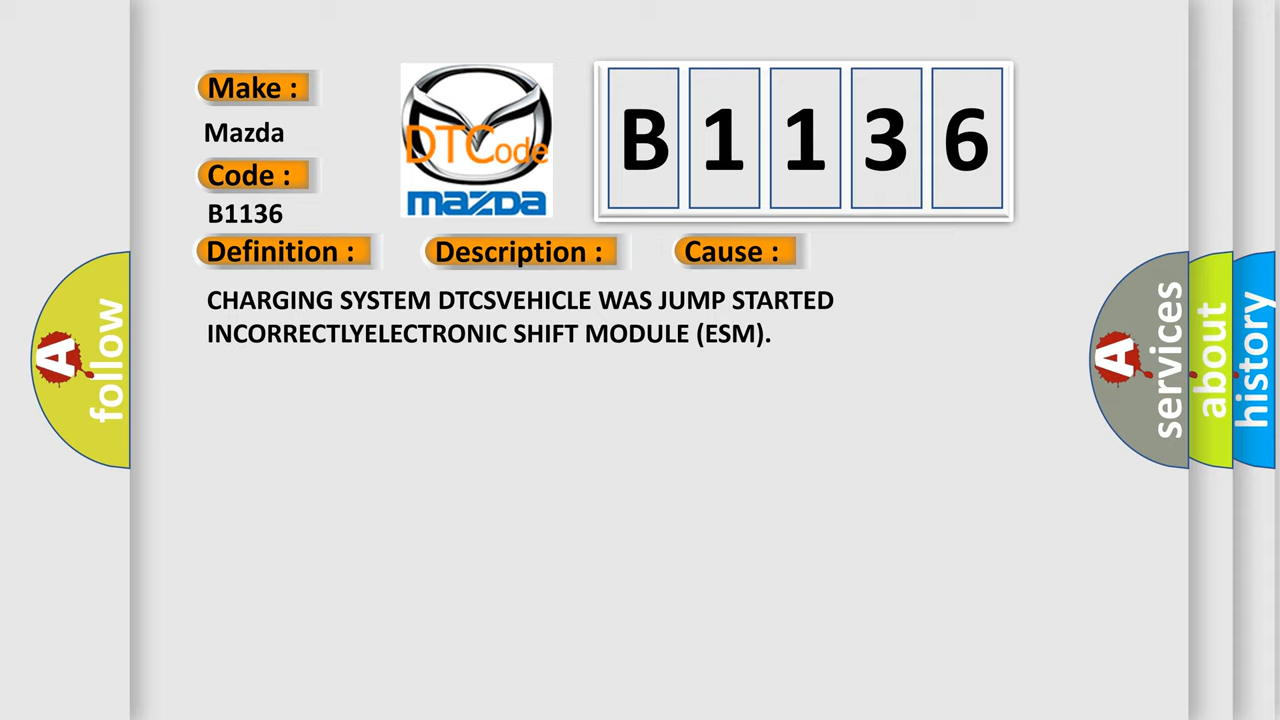 Make :
Mazda
Code :
B1136
DTCode
mazda
B 1 1 3 6
Definition :
Description :
Cause :
CHARGING SYSTEM DTCSVEHICLE WAS JUMP STARTED
INCORRECTLYELECTRONIC SHIFT MODULE (ESM).
A follow
A services
about
history